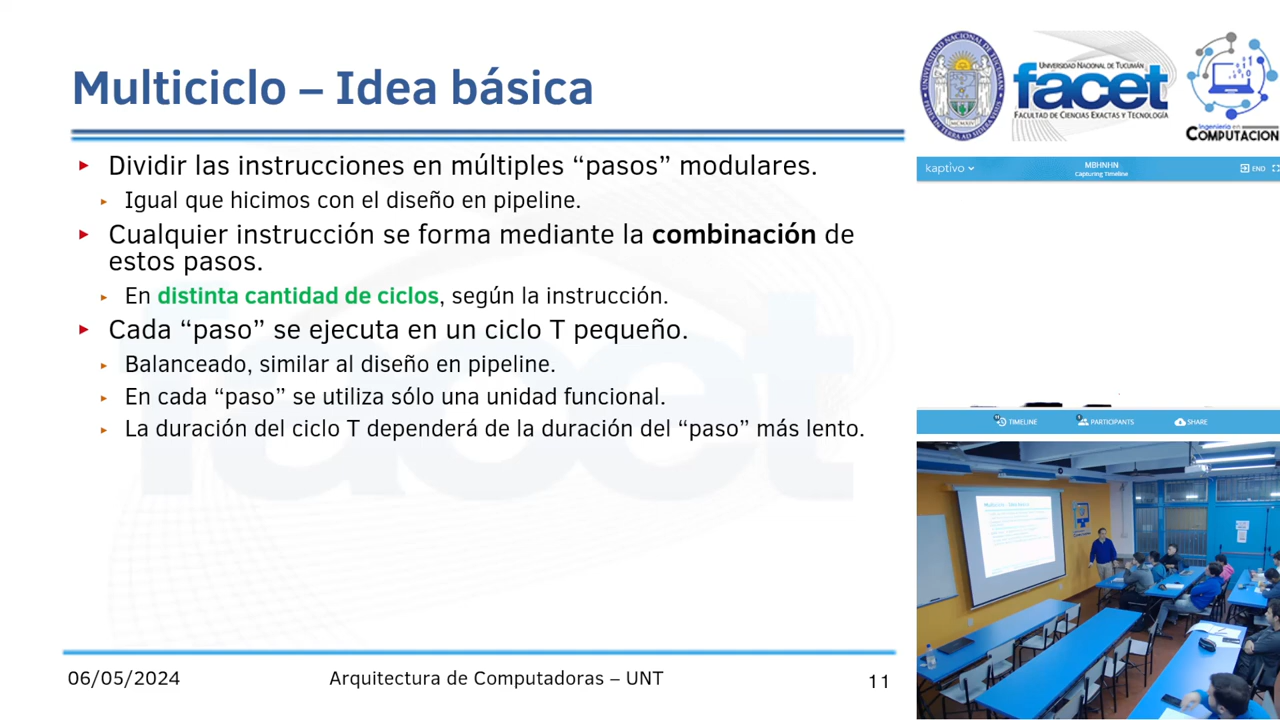 Multiciclo – Idea básica
Dividir las instrucciones en múltiples “pasos” modulares.
Igual que hicimos con el diseño en pipeline.
Cualquier instrucción se forma mediante la combinación de
estos pasos.
En distinta cantidad de ciclos, según la instrucción.
Cada “paso” se ejecuta en un ciclo T pequeño.
Balanceado, similar al diseño en pipeline.
En cada “paso” se utiliza sólo una unidad funcional.
La duración del ciclo T dependerá de la duración del “paso” más lento.
06/05/2024
Arquitectura de Computadoras – UNT
11
UNIVERSIDAD NACIONAL DE TUCUMÁN
facet
FACULTAD DE CIENCIAS EXACTAS Y TECNOLOGÍA
Ingeniería en
COMPUTACION
kaptivo
MBHNHN
Capturing Timeline
END
TIMELINE
PARTICIPANTS
SHARE